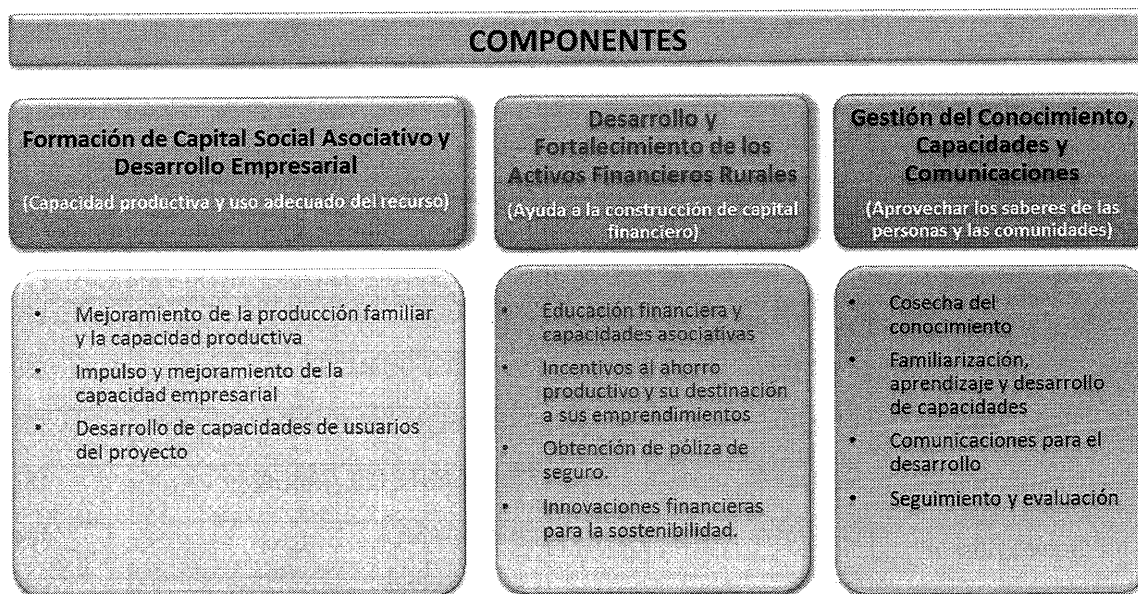 COMPONENTES
Formación de Capital Social Asociativo y
Desarrollo Empresarial
(Capacidad productiva y uso adecuado del recurso)
• Mejoramiento de la producción familiar
y la capacidad productiva
• Impulso y mejoramiento de la
capacidad empresarial
• Desarrollo de capacidades de usuarios
del proyecto
Desarrollo y
Fortalecimiento de los
Activos Financieros Rurales
(Ayuda a la construcción de capital
financiero)
• Educación financiera y
capacidades asociativas
• Incentivos al ahorro
productivo y su destinación
a sus emprendimientos
• Obtención de póliza de
seguro.
• Innovaciones financieras
para la sostenibilidad.
Gestión del Conocimiento,
Capacidades y
Comunicaciones
(Aprovechar los saberes de las
personas y las comunidades)
• Cosecha del
conocimiento
• Familiarización,
aprendizaje y desarrollo
de capacidades
• Comunicaciones para el
desarrollo
• Seguimiento y evaluación